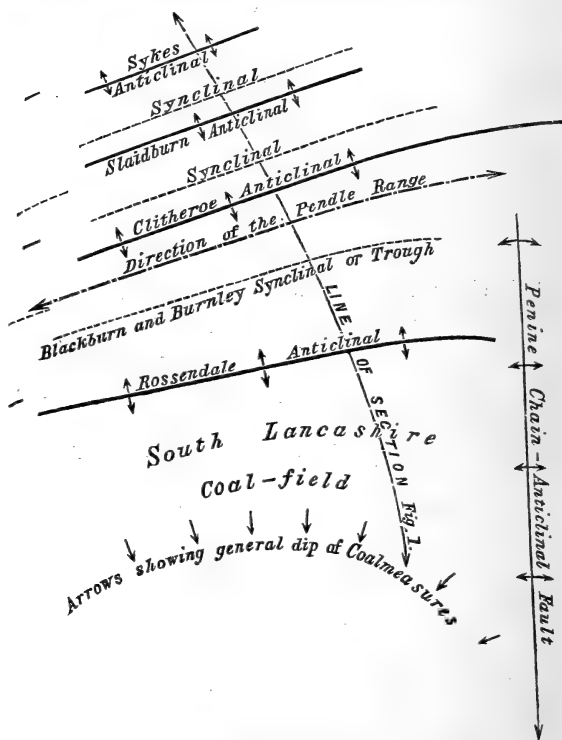 Sykes
Anticlinal
Synclinal
Slaidburn Anticlinal
Synclinal
Clitheroe Anticlinal
Direction of the Pendle Range
Blackburn and Burnley Synclinal or Trough
Rossendale Anticlinal
LINE OF SECTION Fig. 1.
Penine Chain-Anticlinal Fault
South Lancashire
Coal-field
Arrows showing general dip of Coalmeasures